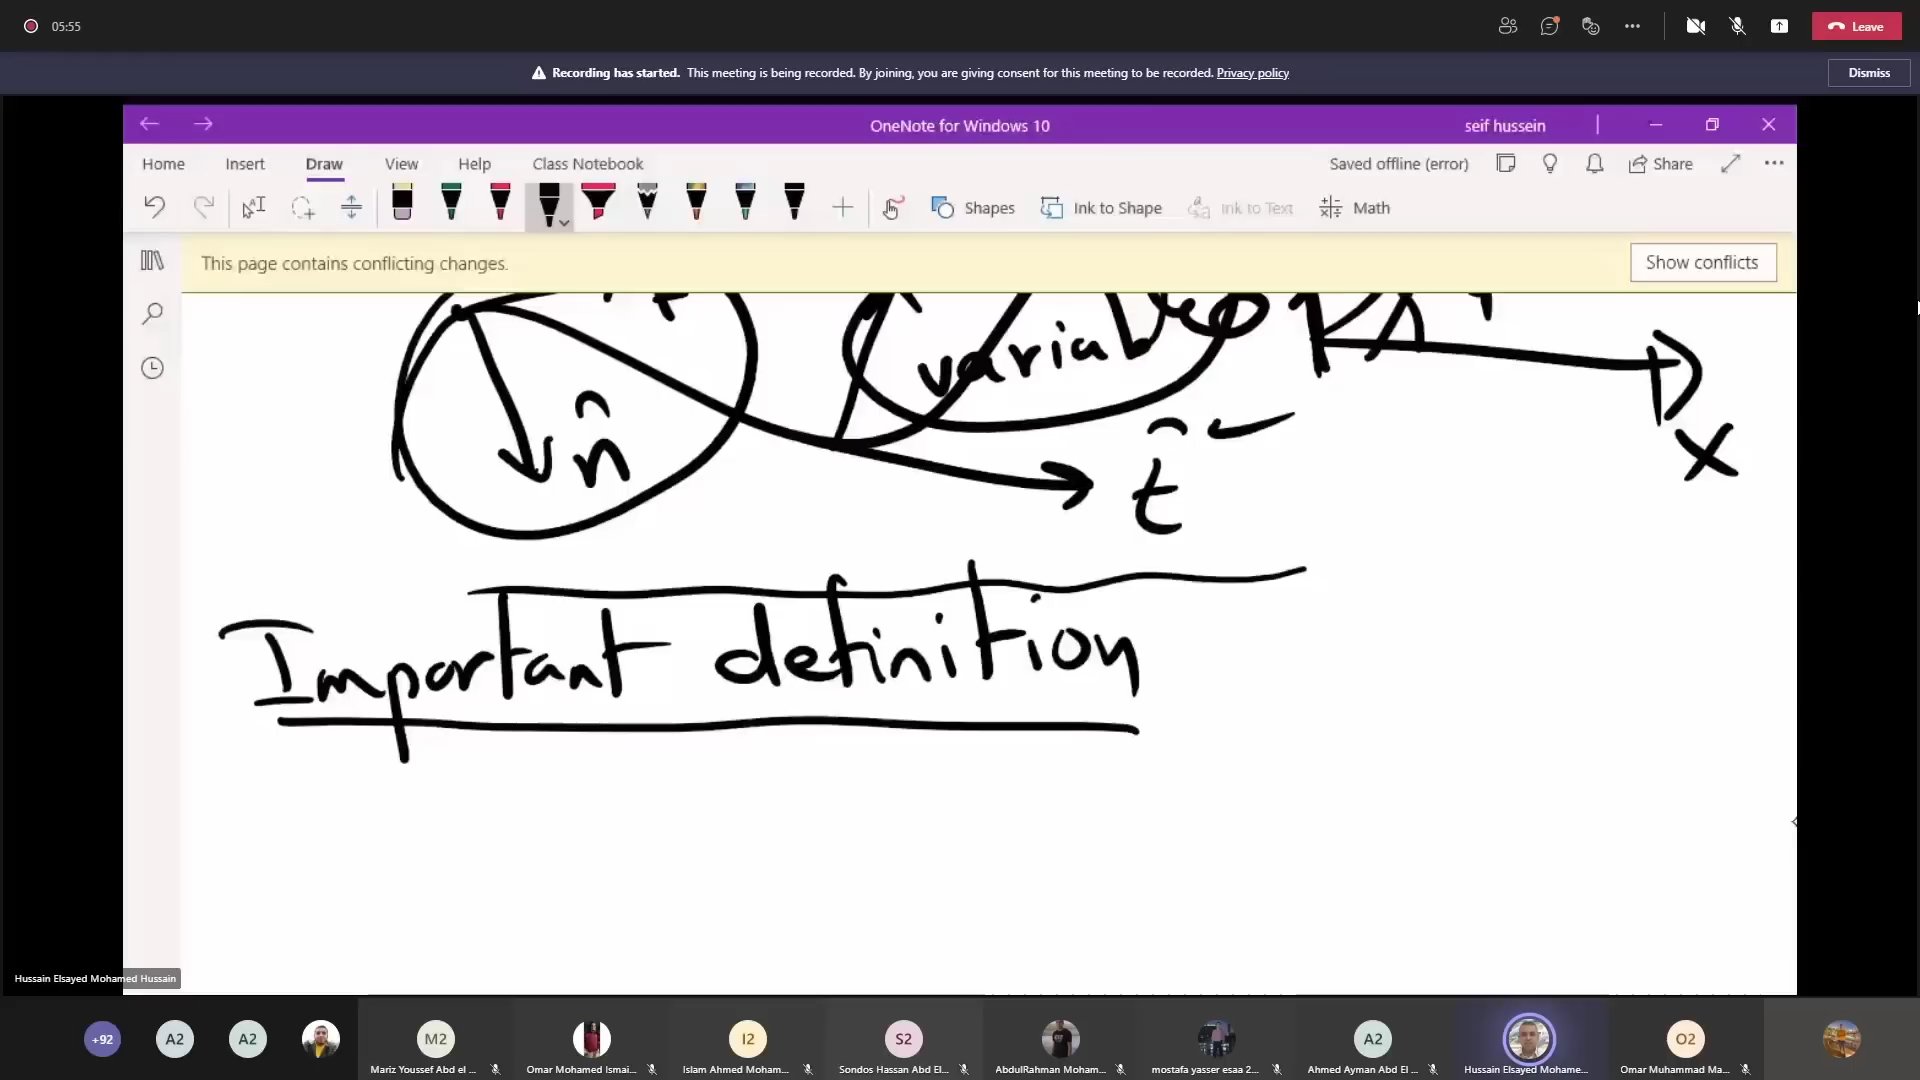 05:55
Leave
Recording has started. This meeting is being recorded. By joining, you are giving consent for this meeting to be recorded. Privacy policy
Dismiss
OneNote for Windows 10
seif hussein
Home Insert Draw View Help Class Notebook
Saved offline (error)
Share
Shapes
Ink to Shape
Ink to Text
Math
This page contains conflicting changes.
Show conflicts
variable
n̂
t̂
x
Important definition
Hussain Elsayed Mohamed Hussain
+92
A2
A2
M2
I2
S2
A2
O2
Mariz Youssef Abd el ...
Omar Mohamed Ismai...
Islam Ahmed Moham...
Sondos Hassan Abd El...
AbdulRahman Moham...
mostafa yasser esaa 2...
Ahmed Ayman Abd El ...
Hussain Elsayed Mohame...
Omar Muhammad Ma...